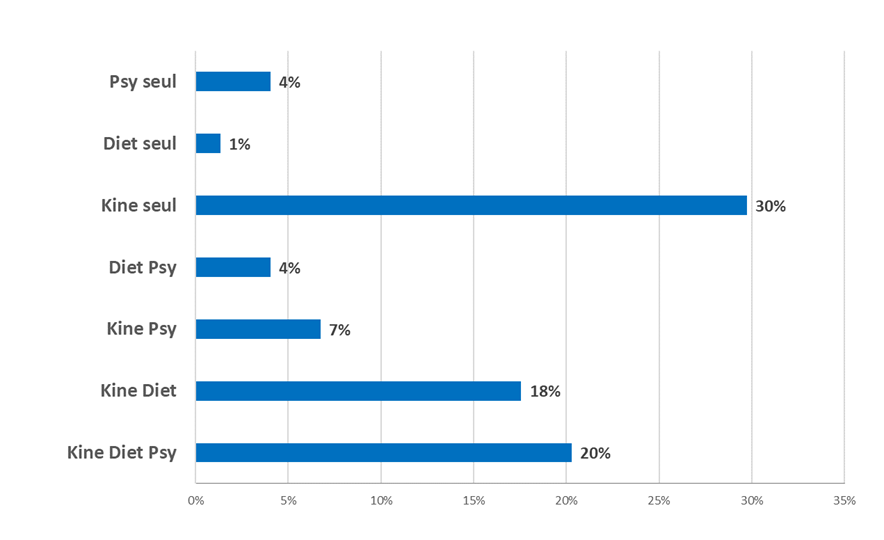 Psy seul 4%
Diet seul 1%
Kine seul 30%
Diet Psy 4%
Kine Psy 7%
Kine Diet 18%
Kine Diet Psy 20%
0% 5% 10% 15% 20% 25% 30% 35%